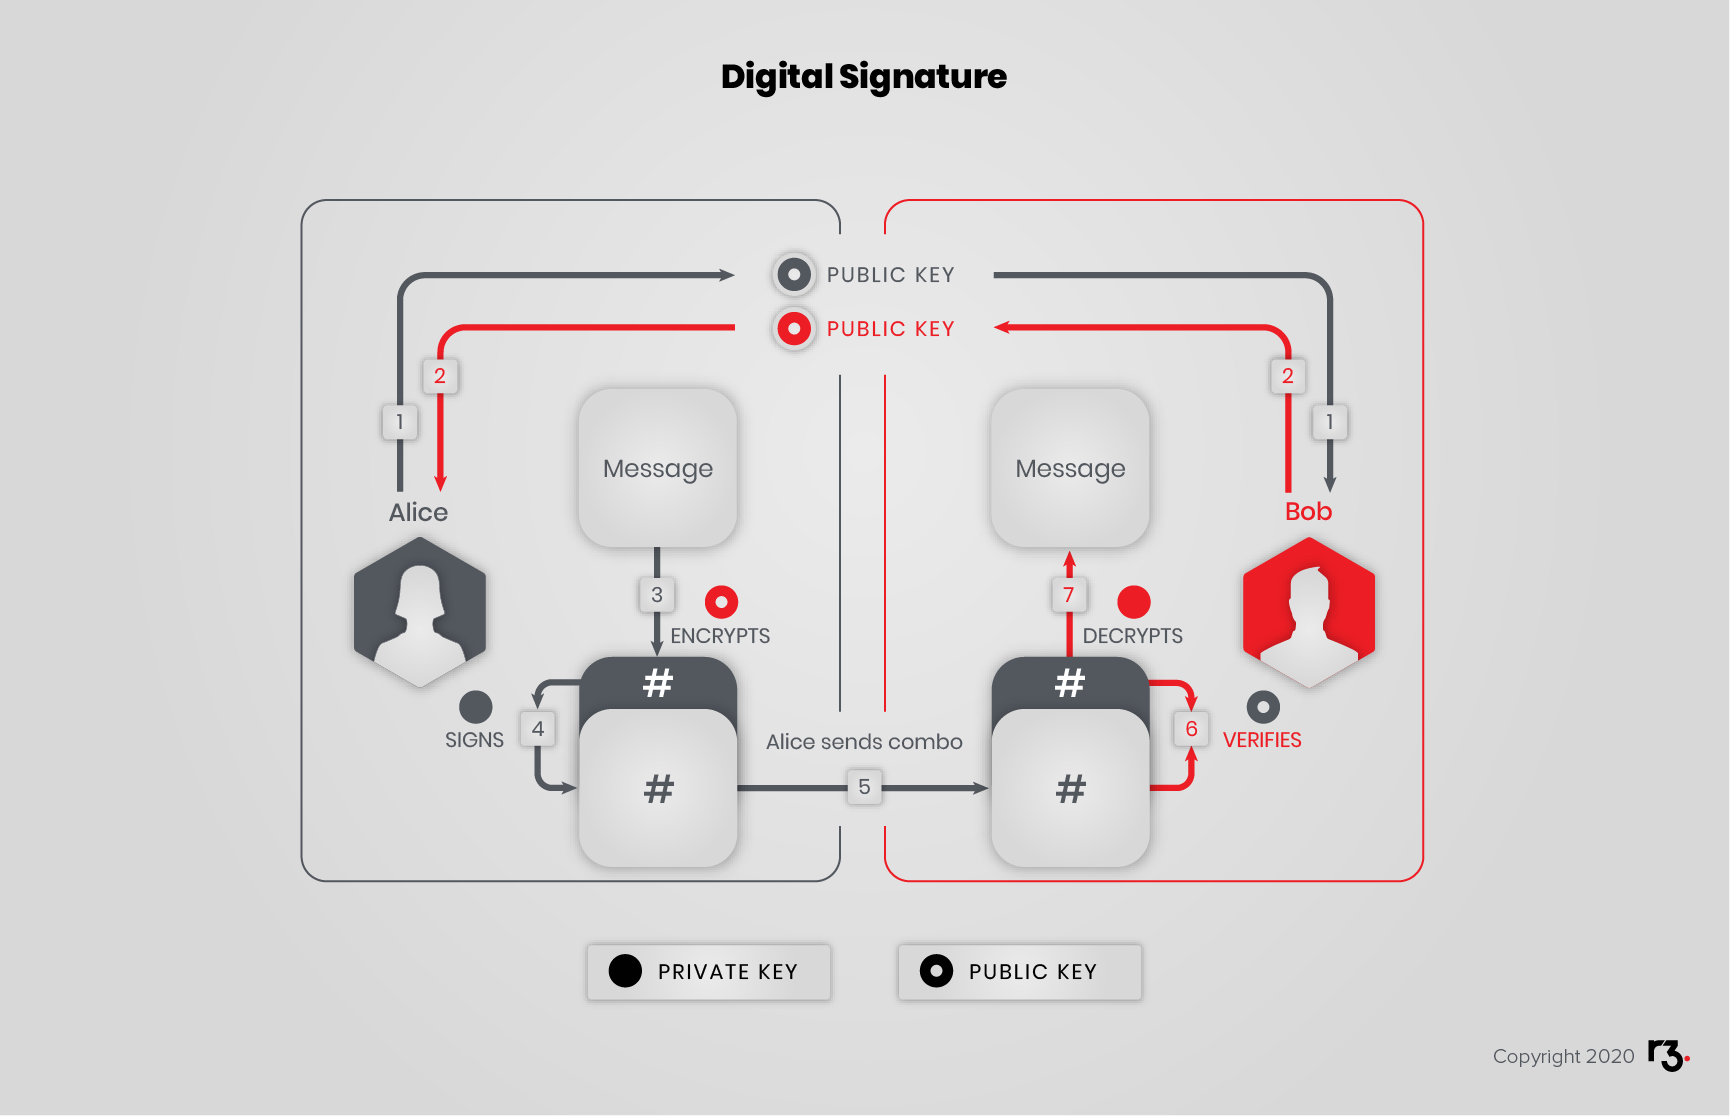 Digital Signature
PUBLIC KEY
PUBLIC KEY
2
2
1
1
Message
Message
Alice
Bob
3
7
ENCRYPTS
DECRYPTS
#
#
4
6
SIGNS
VERIFIES
Alice sends combo
5
#
#
PRIVATE KEY
PUBLIC KEY
Copyright 2020 r3.